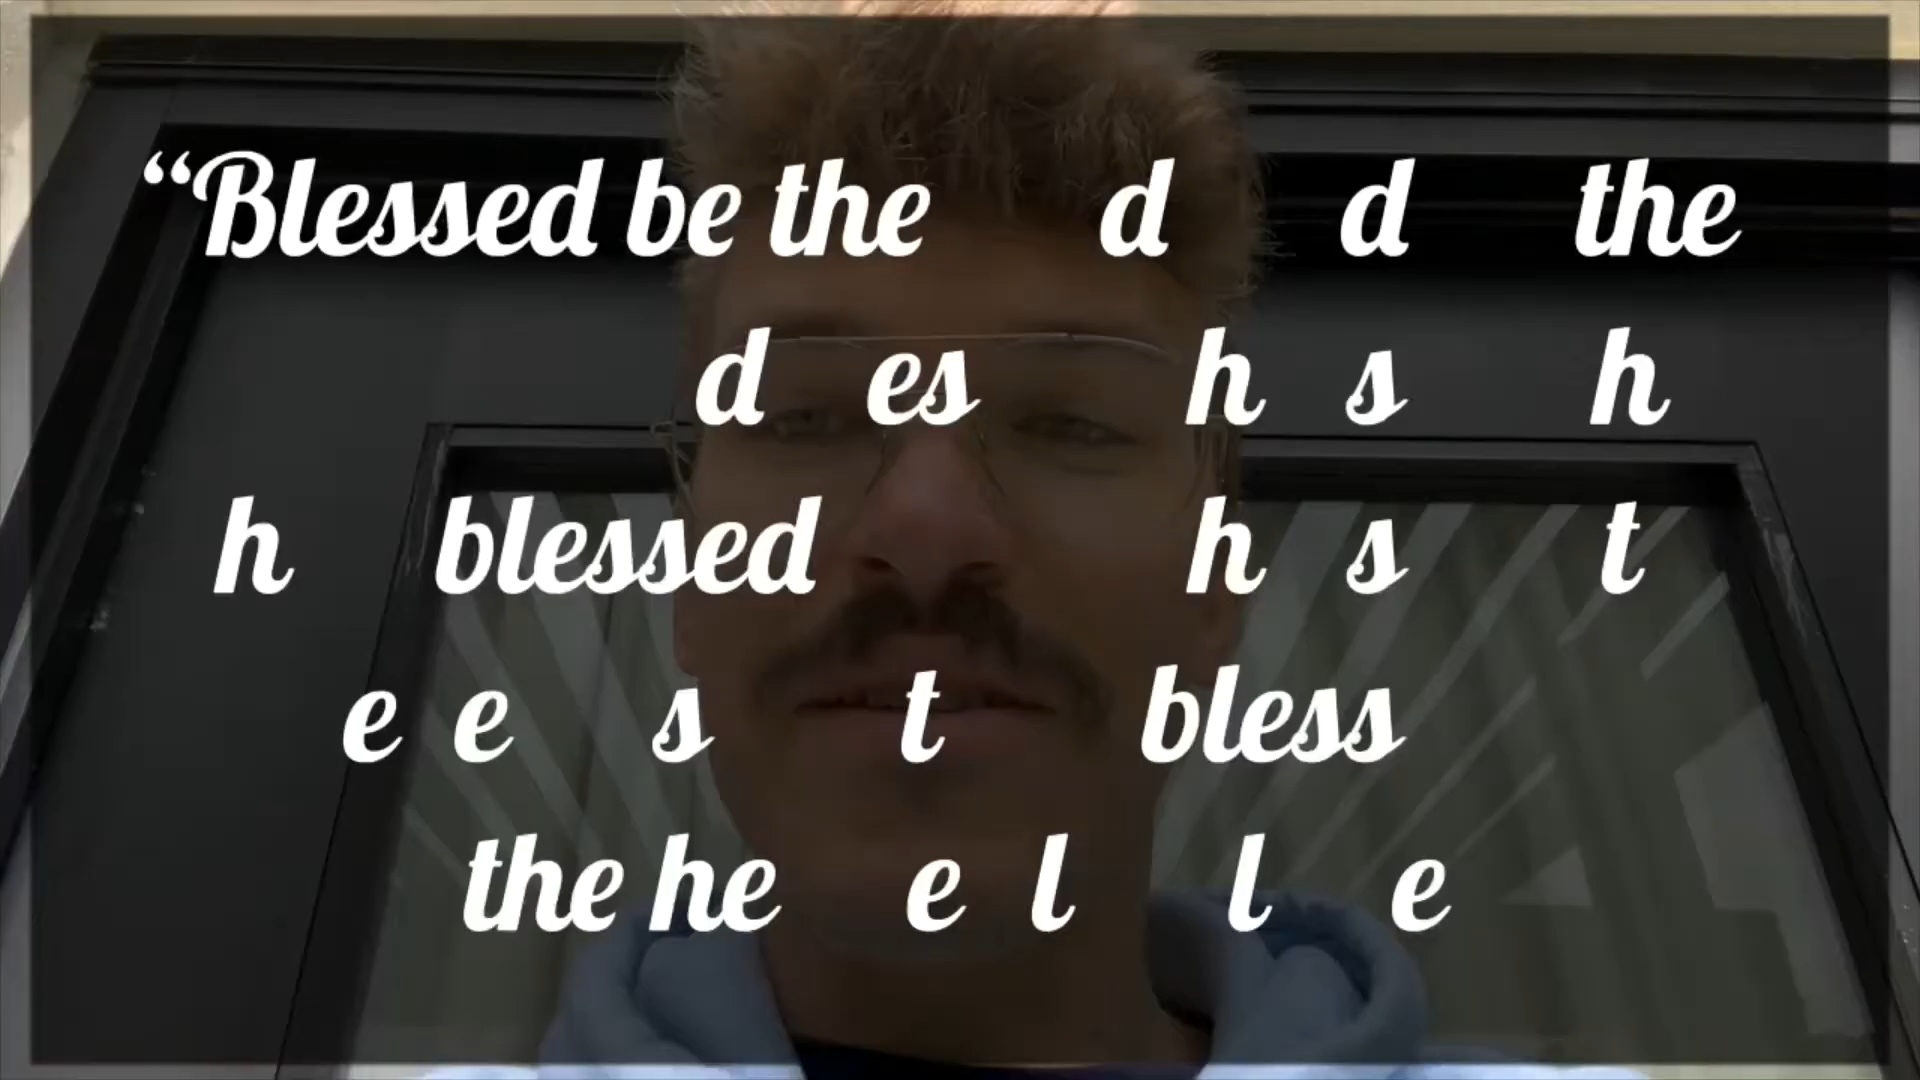 “Blessed be the d d the
d es h s h
h blessed h s t
e e s t bless
the he e l l e